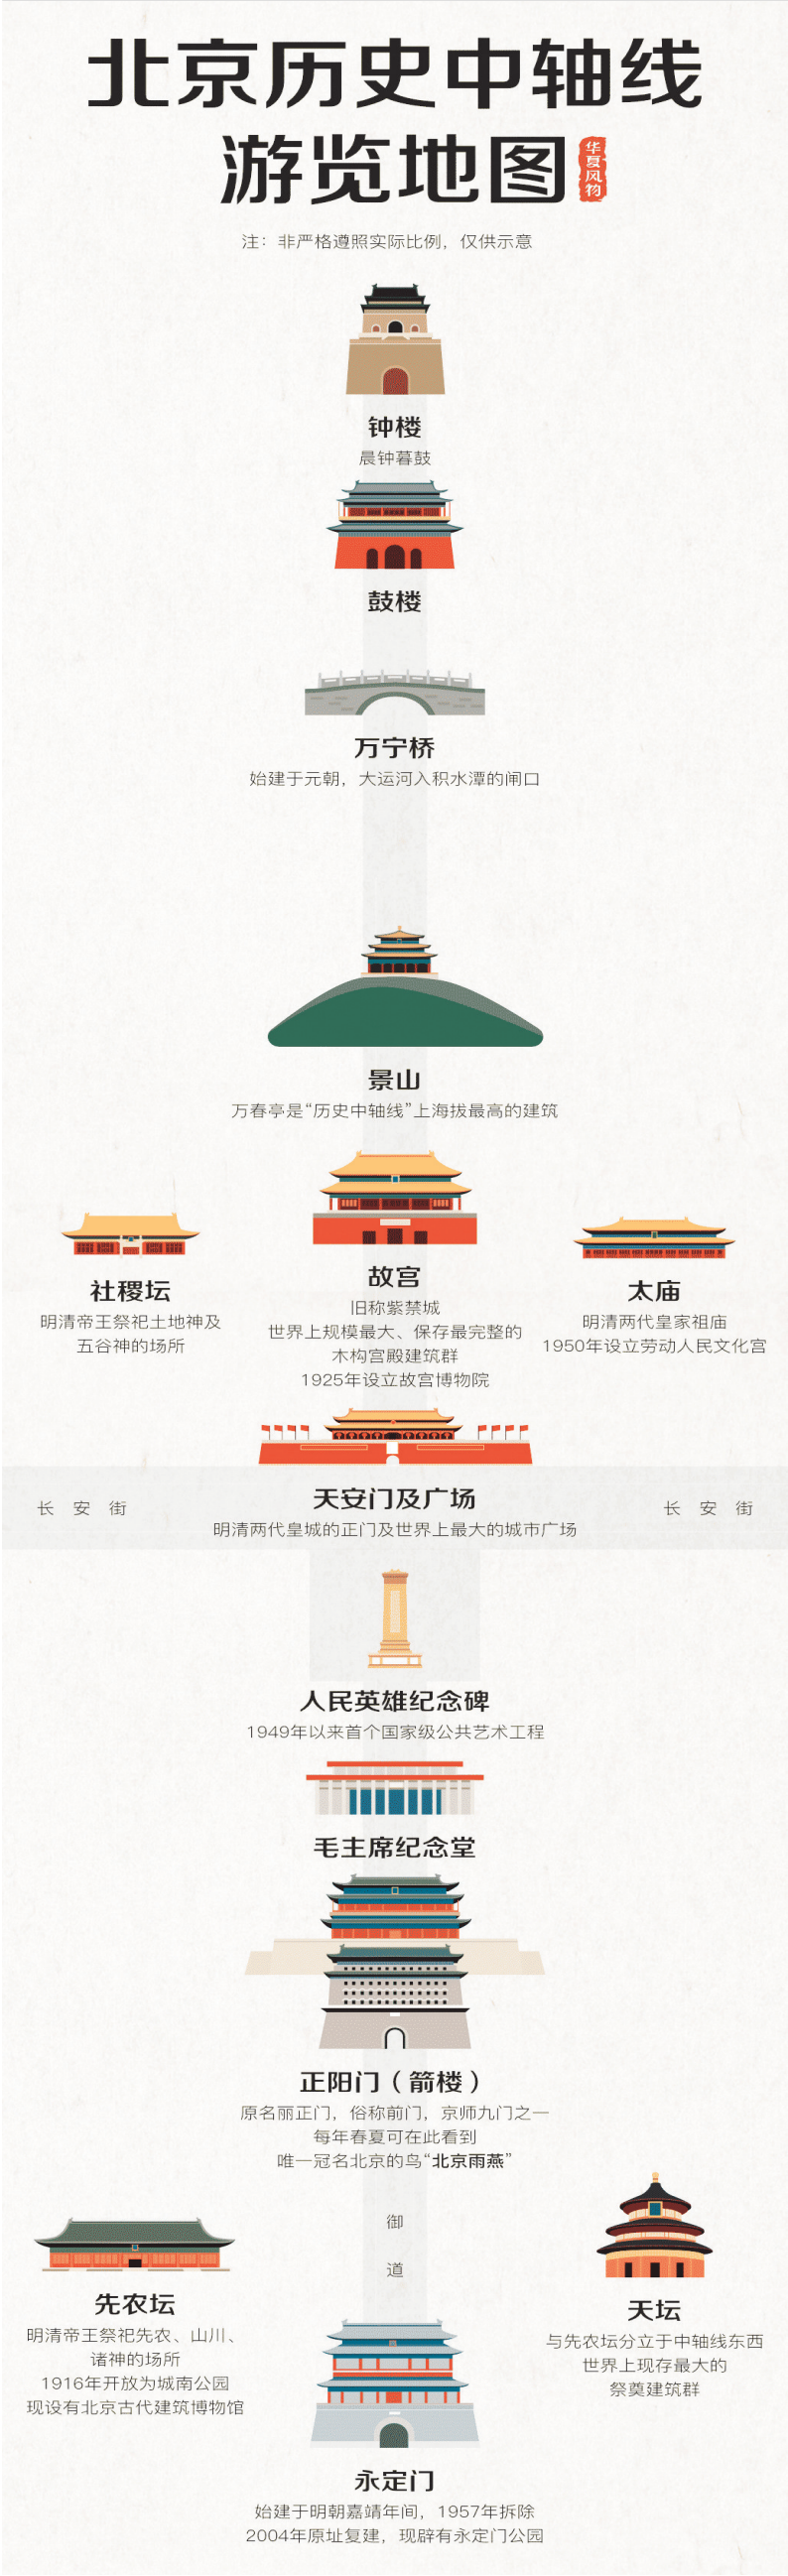 北京历史中轴线
游览地图
华夏风物
注：非严格遵照实际比例，仅供示意
钟楼
晨钟暮鼓
鼓楼
万宁桥
始建于元朝，大运河入积水潭的闸口
景山
万春亭是“历史中轴线”上海拔最高的建筑
社稷坛
明清帝王祭祀土地神及
五谷神的场所
故宫
旧称紫禁城
世界上规模最大、保存最完整的
木构宫殿建筑群
1925年设立故宫博物院
太庙
明清两代皇家祖庙
1950年设立劳动人民文化宫
长安街
天安门及广场
明清两代皇城的正门及世界上最大的城市广场
长安街
人民英雄纪念碑
1949年以来首个国家级公共艺术工程
毛主席纪念堂
正阳门（箭楼）
原名丽正门，俗称前门，京师九门之一
每年春夏可在此看到
唯一冠名北京的鸟“北京雨燕”
御
道
先农坛
明清帝王祭祀先农、山川、
诸神的场所
1916年开放为城南公园
现设有北京古代建筑博物馆
天坛
与先农坛分立于中轴线东西
世界上现存最大的
祭奠建筑群
永定门
始建于明朝嘉靖年间，1957年拆除
2004年原址复建，现辟有永定门公园